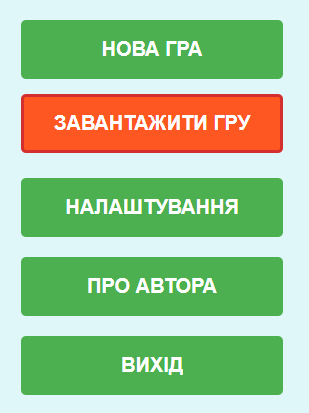 НОВА ГРА
ЗАВАНТАЖИТИ ГРУ
НАЛАШТУВАННЯ
ПРО АВТОРА
ВИХІД